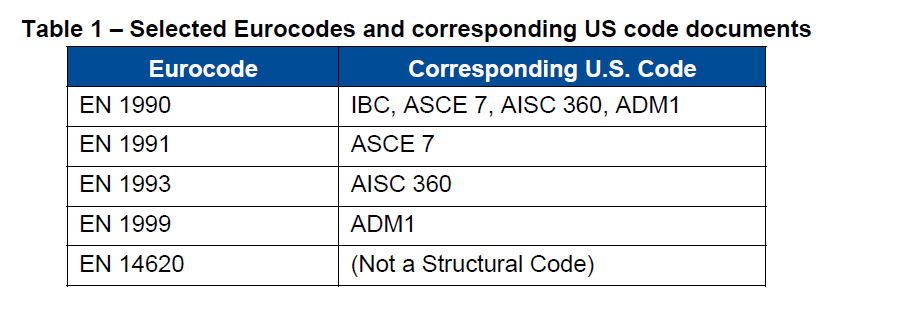 Table 1 – Selected Eurocodes and corresponding US code documents
Eurocode Corresponding U.S. Code
EN 1990 IBC, ASCE 7, AISC 360, ADM1
EN 1991 ASCE 7
EN 1993 AISC 360
EN 1999 ADM1
EN 14620 (Not a Structural Code)